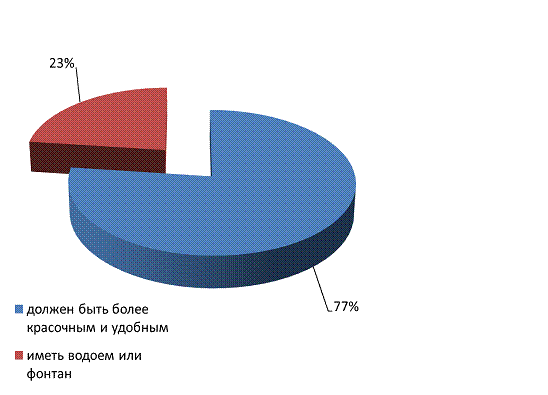 23%
77%
должен быть более
красочным и удобным
иметь водоем или
фонтан